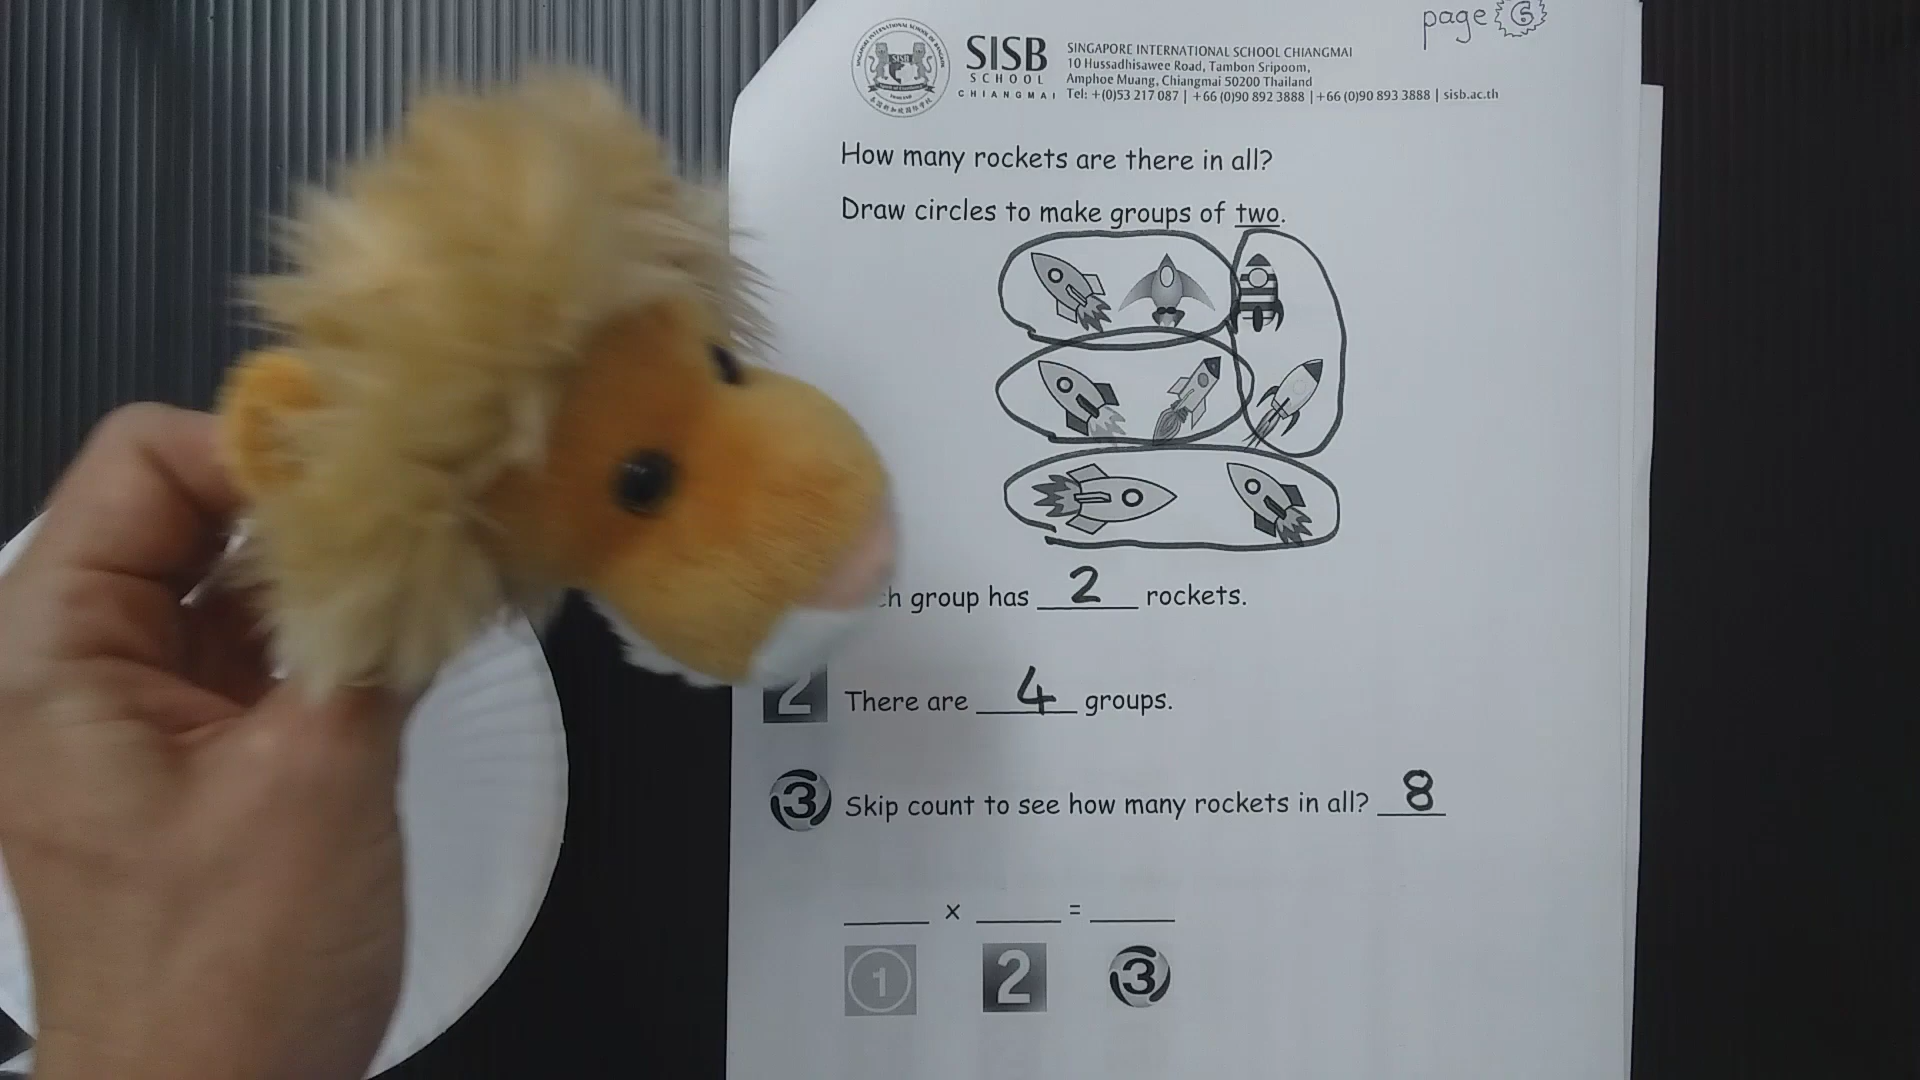 page 6
SISB
SCHOOL
CHIANGMAI
SINGAPORE INTERNATIONAL SCHOOL CHIANGMAI
10 Hussadhisawee Road, Tambon Sripoom,
Amphoe Muang, Chiangmai 50200 Thailand
Tel: +(0)53 217 087 | +66 (0)90 892 3888 | +66 (0)90 893 3888 | sisb.ac.th
How many rockets are there in all?
Draw circles to make groups of two.
group has 2 rockets.
2 There are 4 groups.
3 Skip count to see how many rockets in all? 8
____ × ____ = ____
1 2 3